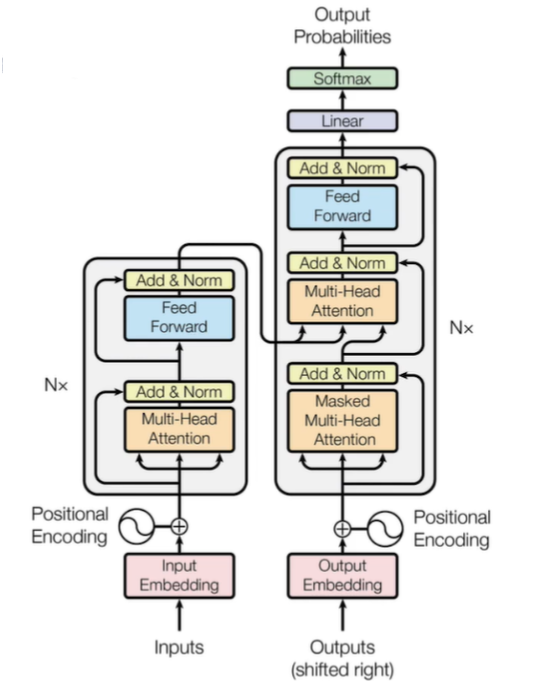 Output
Probabilities
Softmax
Linear
Add & Norm
Feed
Forward
Add & Norm
Multi-Head
Attention
Add & Norm
Masked
Multi-Head
Attention
Nx
Add & Norm
Feed
Forward
Add & Norm
Multi-Head
Attention
N×
Positional
Encoding
Input
Embedding
Inputs
Positional
Encoding
Output
Embedding
Outputs
(shifted right)